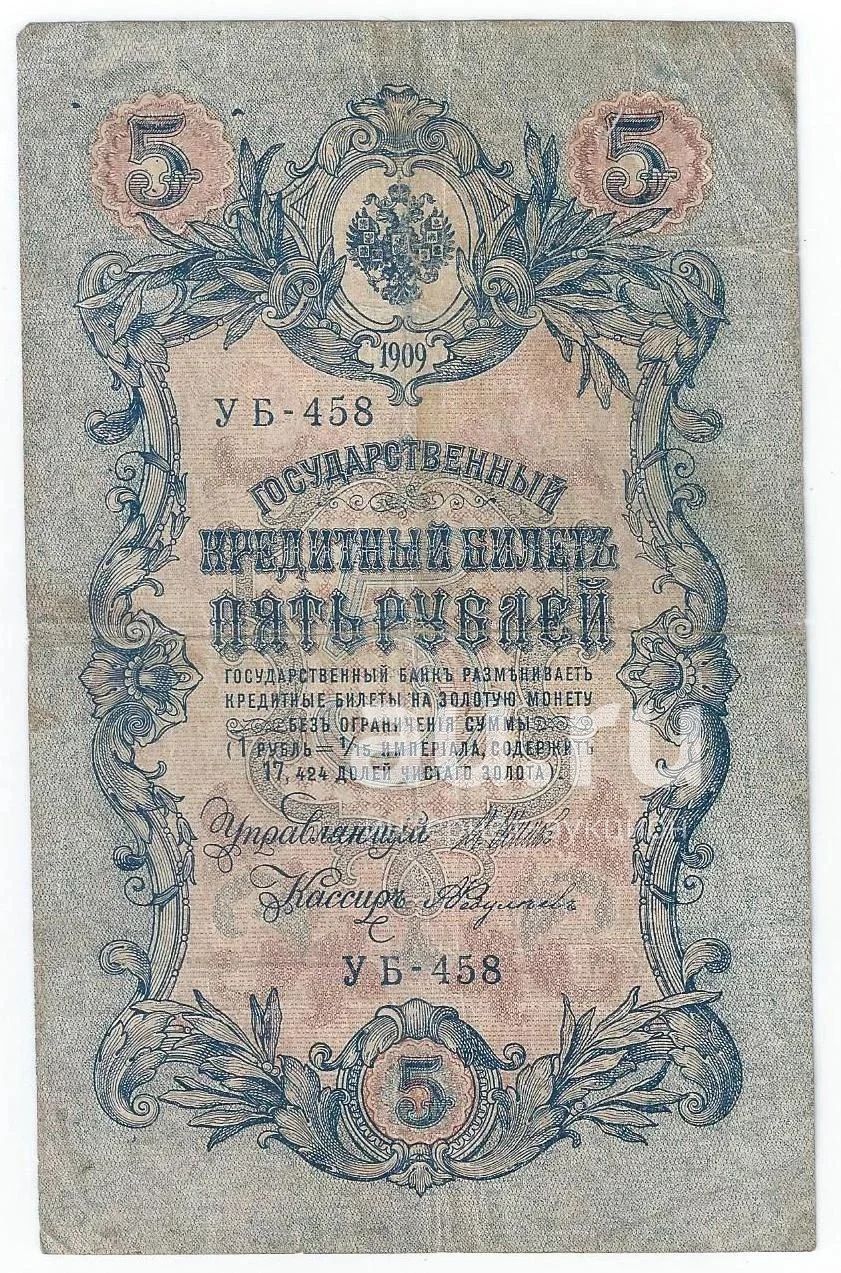 5 5
1909
УБ-458
ГОСУДАРСТВЕННЫЙ
КРЕДИТНЫЙ БИЛЕТЪ
ПЯТЬ РУБЛЕЙ
ГОСУДАРСТВЕННЫЙ БАНКЪ РАЗМѢНИВАЕТЪ
КРЕДИТНЫЕ БИЛЕТЫ НА ЗОЛОТУЮ МОНЕТУ
БЕЗЪ ОГРАНИЧЕНІЯ СУММЫ
(1 РУБЛЬ = 1/15 ИМПЕРІАЛА, СОДЕРЖИТЪ
17,424 ДОЛЕЙ ЧИСТАГО ЗОЛОТА).
Управляющій
Кассиръ
УБ-458
5